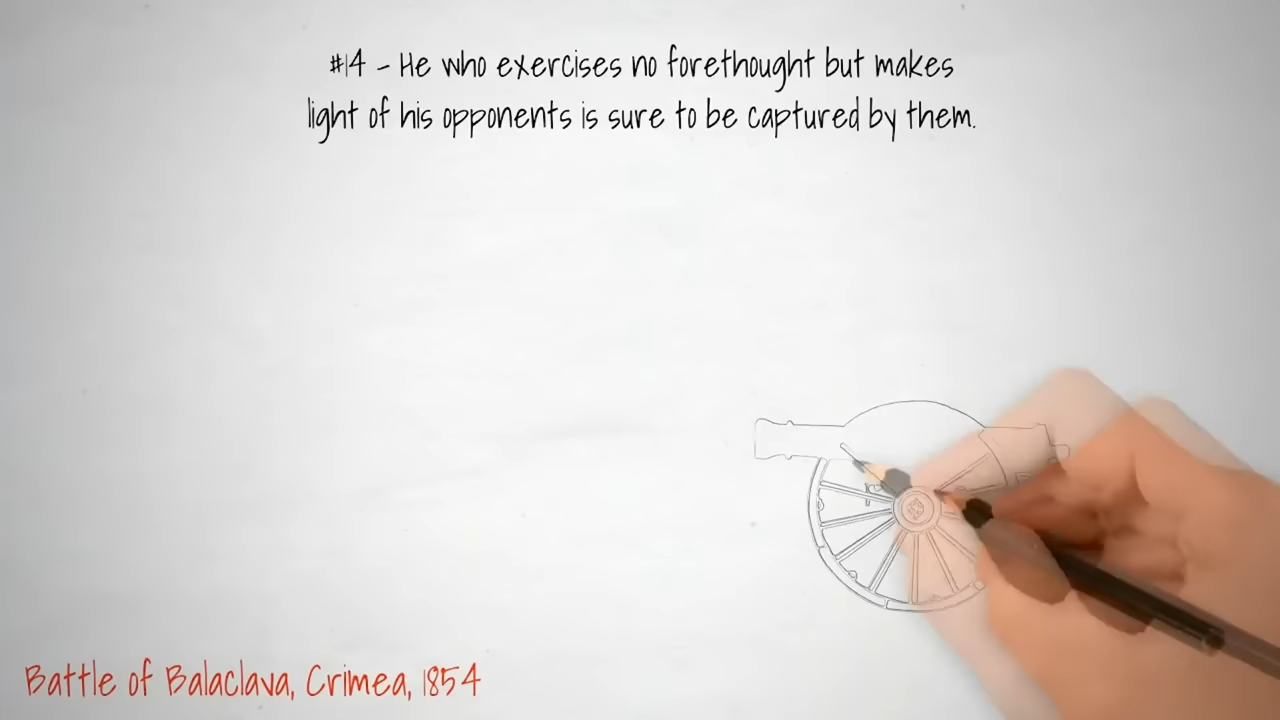 #14 - He who exercises no forethought but makes
light of his opponents is sure to be captured by them.
Battle of Balaclava, Crimea, 1854